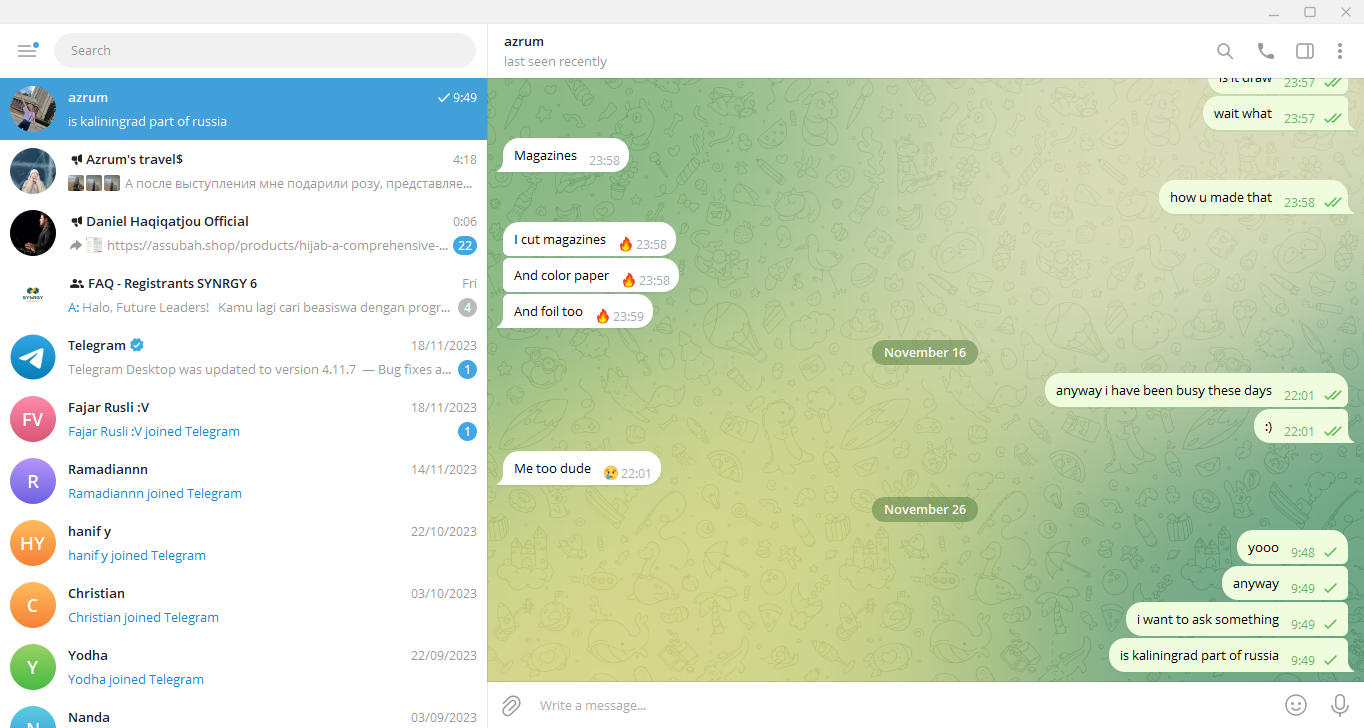 Search
azrum
9:49
is kaliningrad part of russia
Azrum's travel$
4:18
А после выступления мне подарили розу, представляе...
Daniel Haqiqatjou Official
0:06
https://assubah.shop/products/hijab-a-comprehensive-...
22
FAQ - Registrants SYNRGY 6
Fri
A: Halo, Future Leaders! Kamu lagi cari beasiswa dengan progr...
4
SYNRGY
Telegram
18/11/2023
Telegram Desktop was updated to version 4.11.7 — Bug fixes a...
1
FV
Fajar Rusli :V
18/11/2023
Fajar Rusli :V joined Telegram
1
R
Ramadiannn
14/11/2023
Ramadiannn joined Telegram
HY
hanif y
22/10/2023
hanif y joined Telegram
C
Christian
03/10/2023
Christian joined Telegram
Y
Yodha
22/09/2023
Yodha joined Telegram
N
Nanda
03/09/2023
azrum
last seen recently
is it draw 23:57
wait what 23:57
Magazines 23:58
how u made that 23:58
I cut magazines 🔥 23:58
And color paper 🔥 23:58
And foil too 🔥 23:59
November 16
anyway i have been busy these days 22:01
:) 22:01
Me too dude 😢 22:01
November 26
yooo 9:48
anyway 9:49
i want to ask something 9:49
is kaliningrad part of russia 9:49
Write a message...